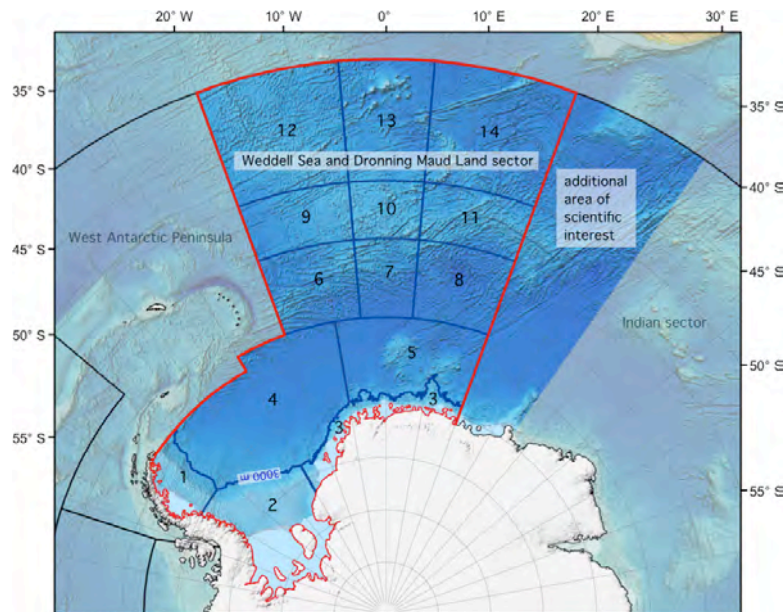 20° W
10° W
0°
10° E
20° E
30° E
35° S
35° S
12
13
14
Weddell Sea and Dronning Maud Land sector
40° S
40° S
additional
area of
scientific
interest
9
10
11
West Antarctic Peninsula
45° S
45° S
6
7
8
50° S
Indian sector
50° S
5
4
3
3
55° S
55° S
1
3000 m
2